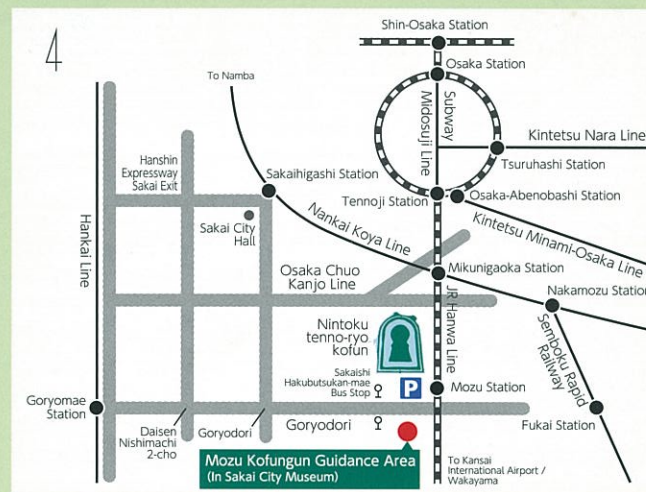 4
Shin-Osaka Station
Osaka Station
To Namba
Subway
Midosuji Line
Kintetsu Nara Line
Tsuruhashi Station
Hanshin
Expressway
Sakai Exit
Sakaihigashi Station
Tennoji Station
Osaka-Abenobashi Station
Hankai Line
Sakai City
Hall
Nankai Koya Line
Kintetsu Minami-Osaka Line
Osaka Chuo
Kanjo Line
Mikunigaoka Station
Nakamozu Station
JR Hanwa Line
Nintoku
tenno-ryo
kofun
Semboku Rapid
Railway
Sakaishi
Hakubutsukan-mae
Bus Stop
P
Mozu Station
Goryomae
Station
Daisen
Nishimachi
2-cho
Goryodori
Goryodori
Fukai Station
Mozu Kofungun Guidance Area
(In Sakai City Museum)
To Kansai
International Airport /
Wakayama